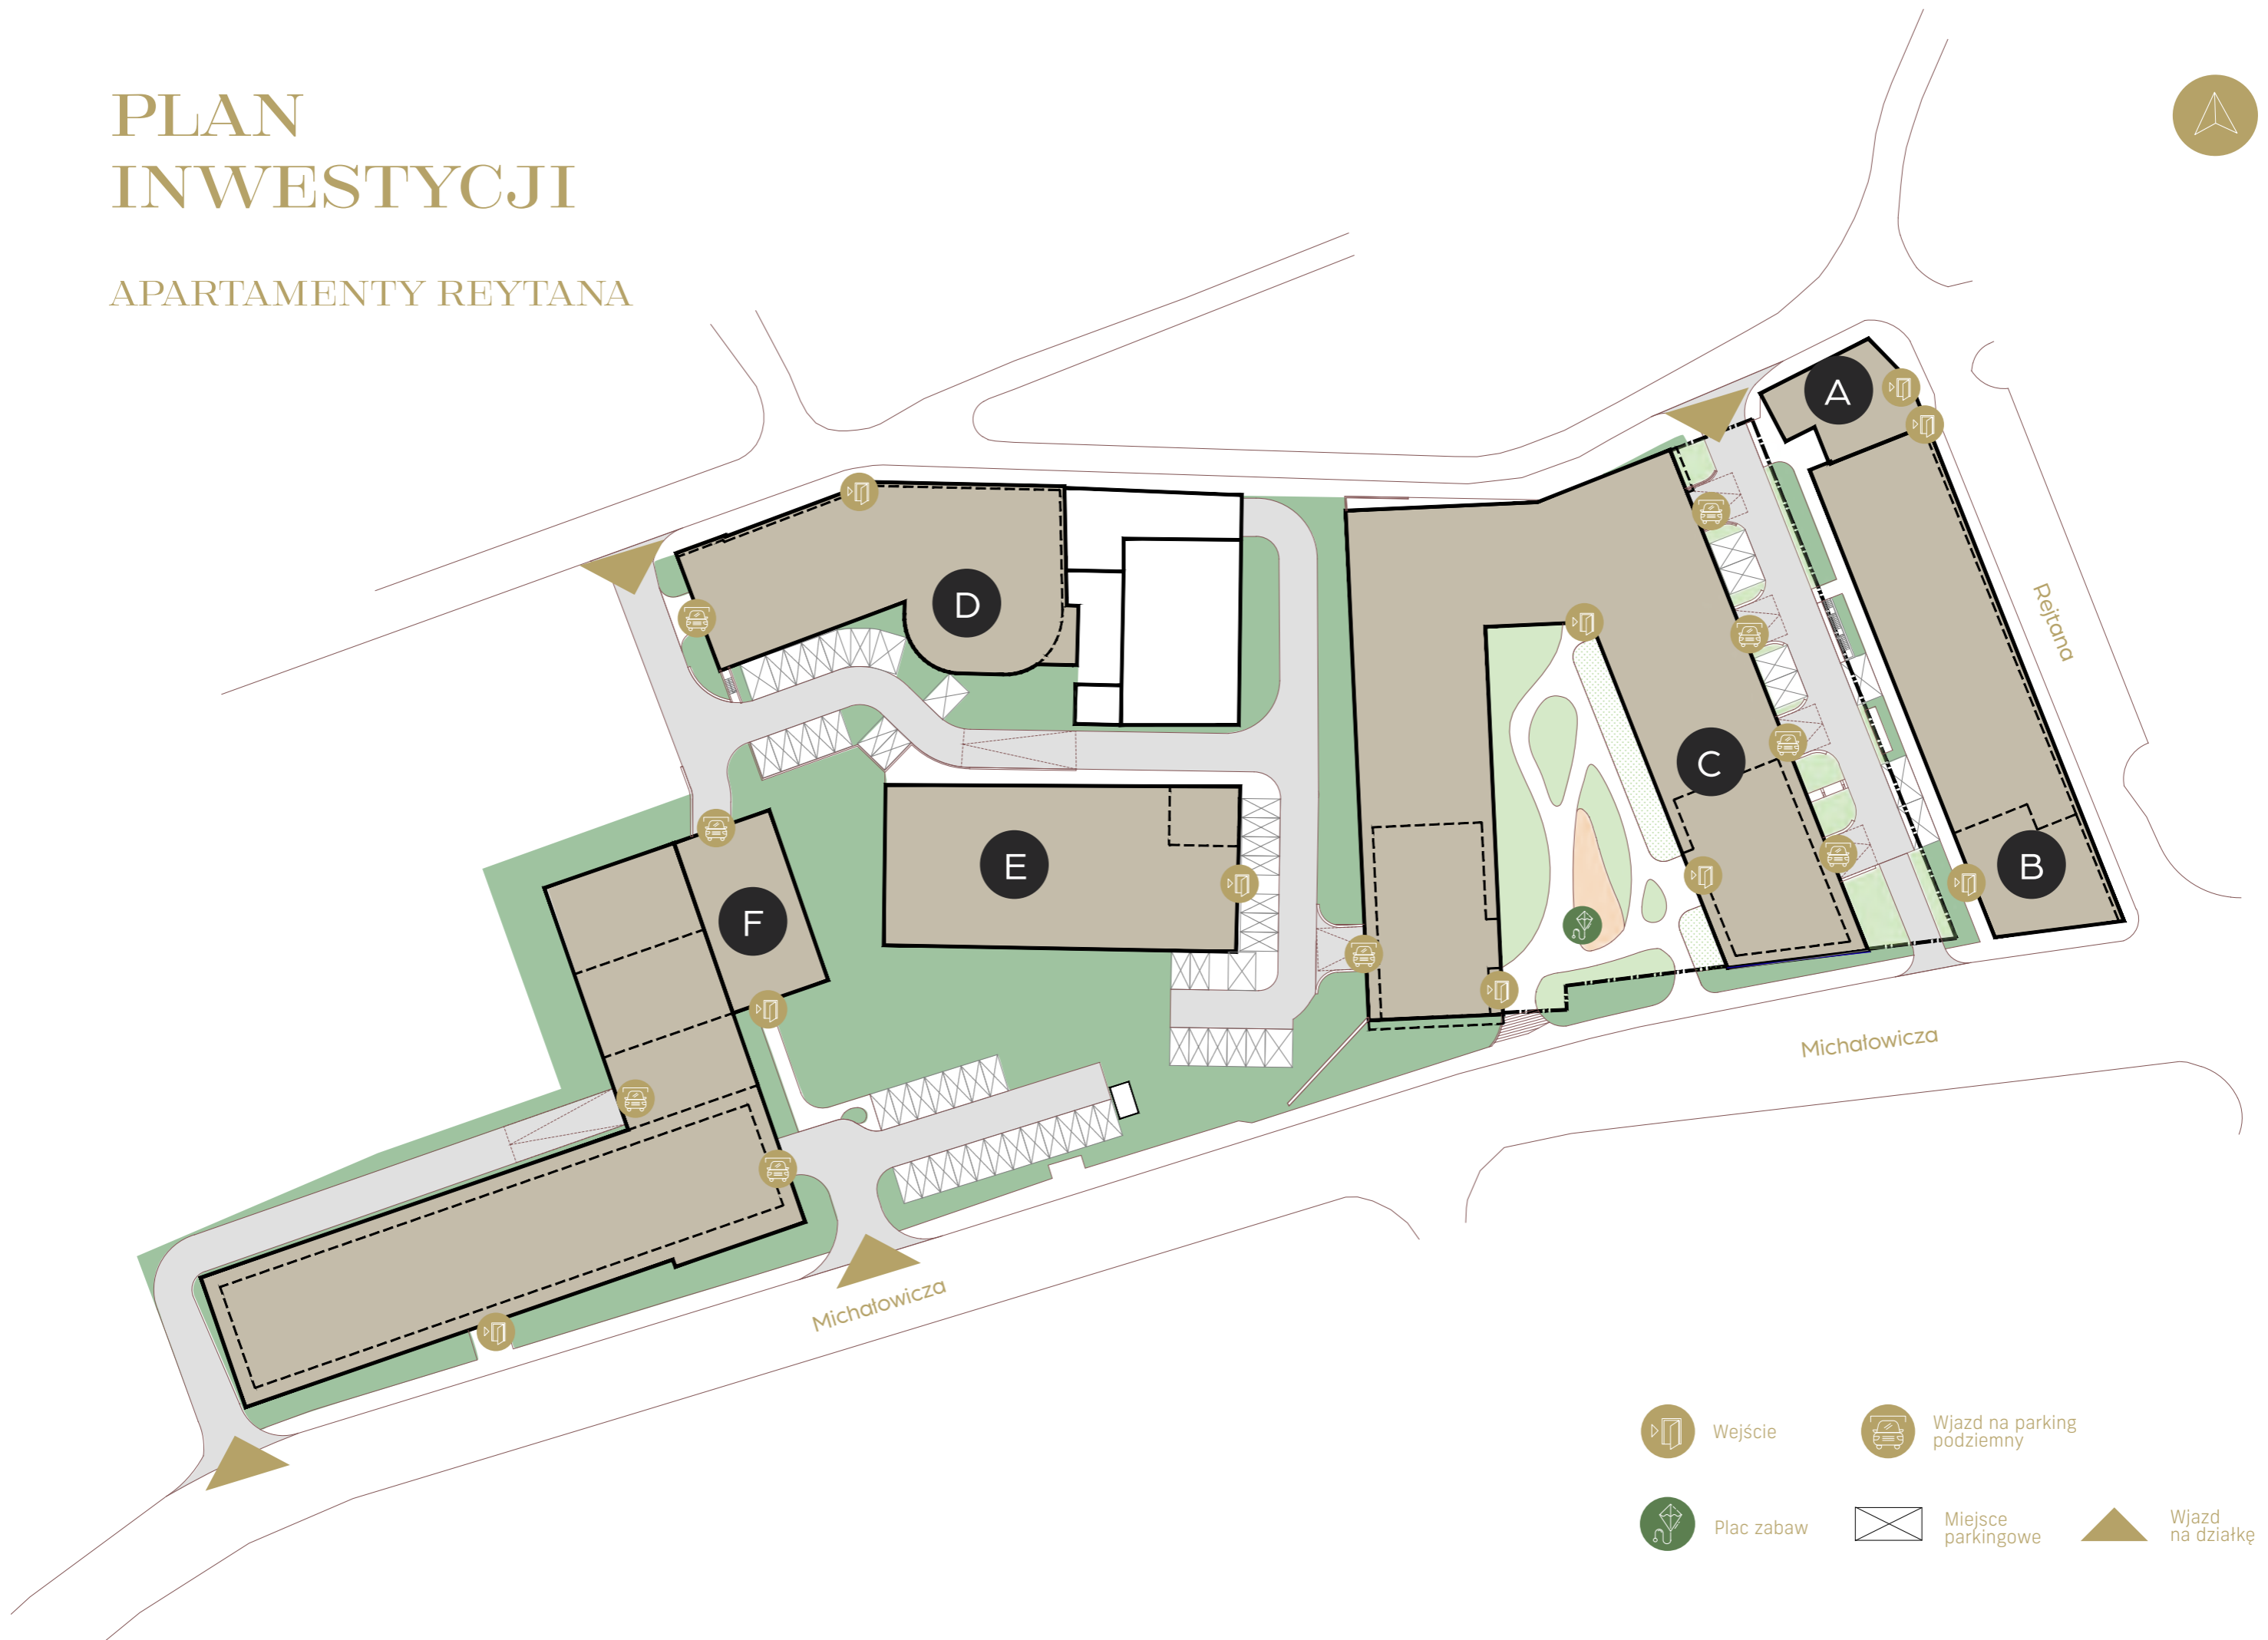 PLAN
INWESTYCJI
APARTAMENTY REYTANA
A
D
Rejtana
C
E
B
F
Michałowicza
Michałowicza
Wejście
Wjazd na parking
podziemny
Plac zabaw
Miejsce
parkingowe
Wjazd
na działkę